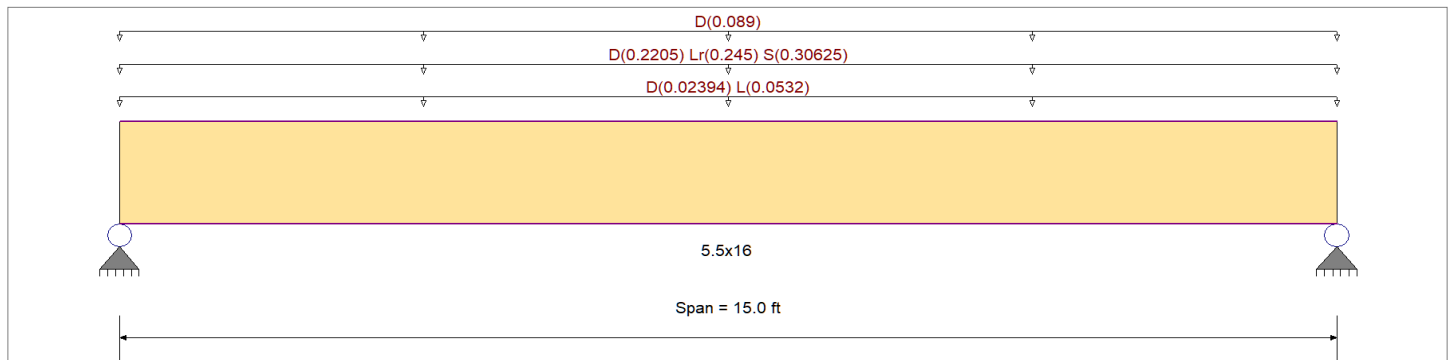 D(0.089)
D(0.2205) Lr(0.245) S(0.30625)
D(0.02394) L(0.0532)
5.5x16
Span = 15.0 ft